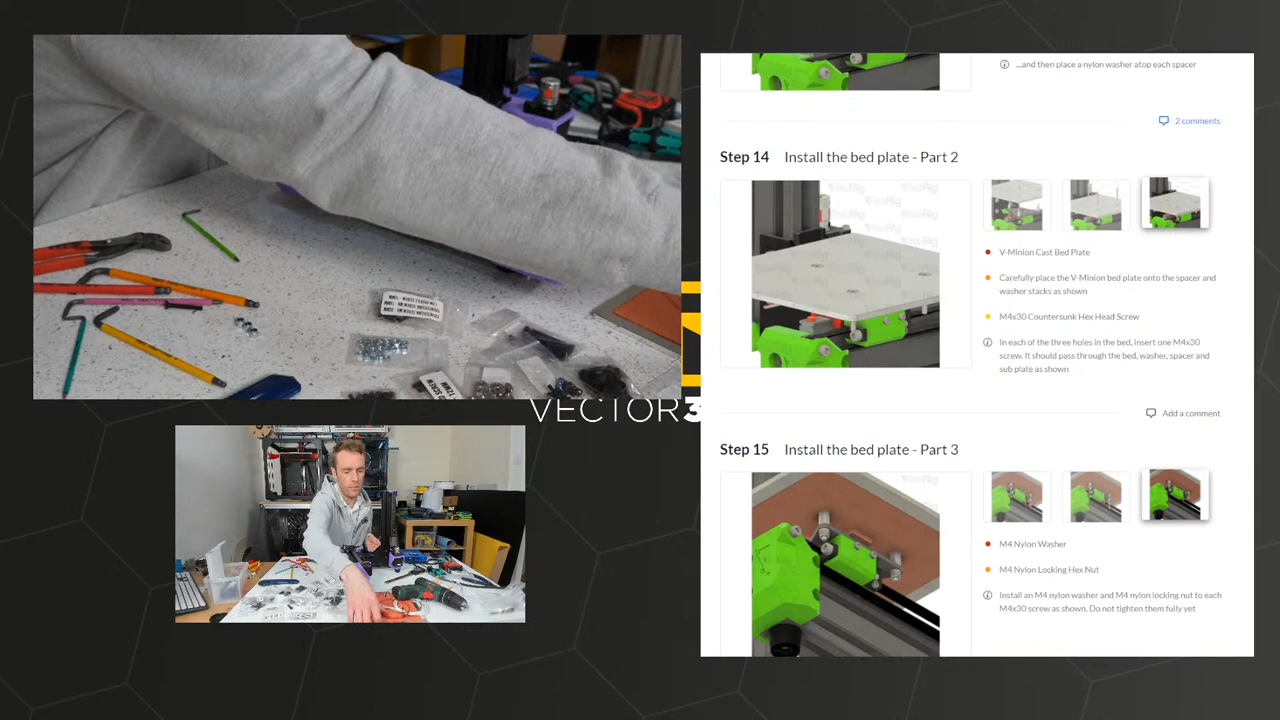 ...and then place a nylon washer atop each spacer
2 comments
Step 14 Install the bed plate - Part 2
V-Minion Cast Bed Plate
Carefully place the V-Minion bed plate onto the spacer and
washer stacks as shown
M4x30 Countersunk Hex Head Screw
In each of the three holes in the bed, insert one M4x30
screw. It should pass through the bed, washer, spacer and
sub plate as shown
Add a comment
Step 15 Install the bed plate - Part 3
M4 Nylon Washer
M4 Nylon Locking Hex Nut
Install an M4 nylon washer and M4 nylon locking nut to each
M4x30 screw as shown. Do not tighten them fully yet
VECTOR3